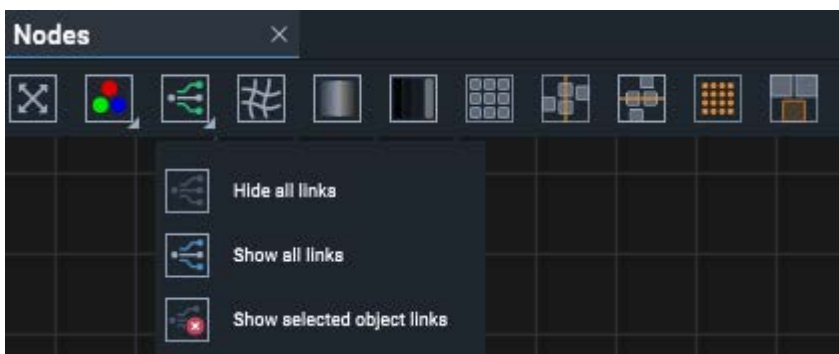 Nodes
Hide all links
Show all links
Show selected object links